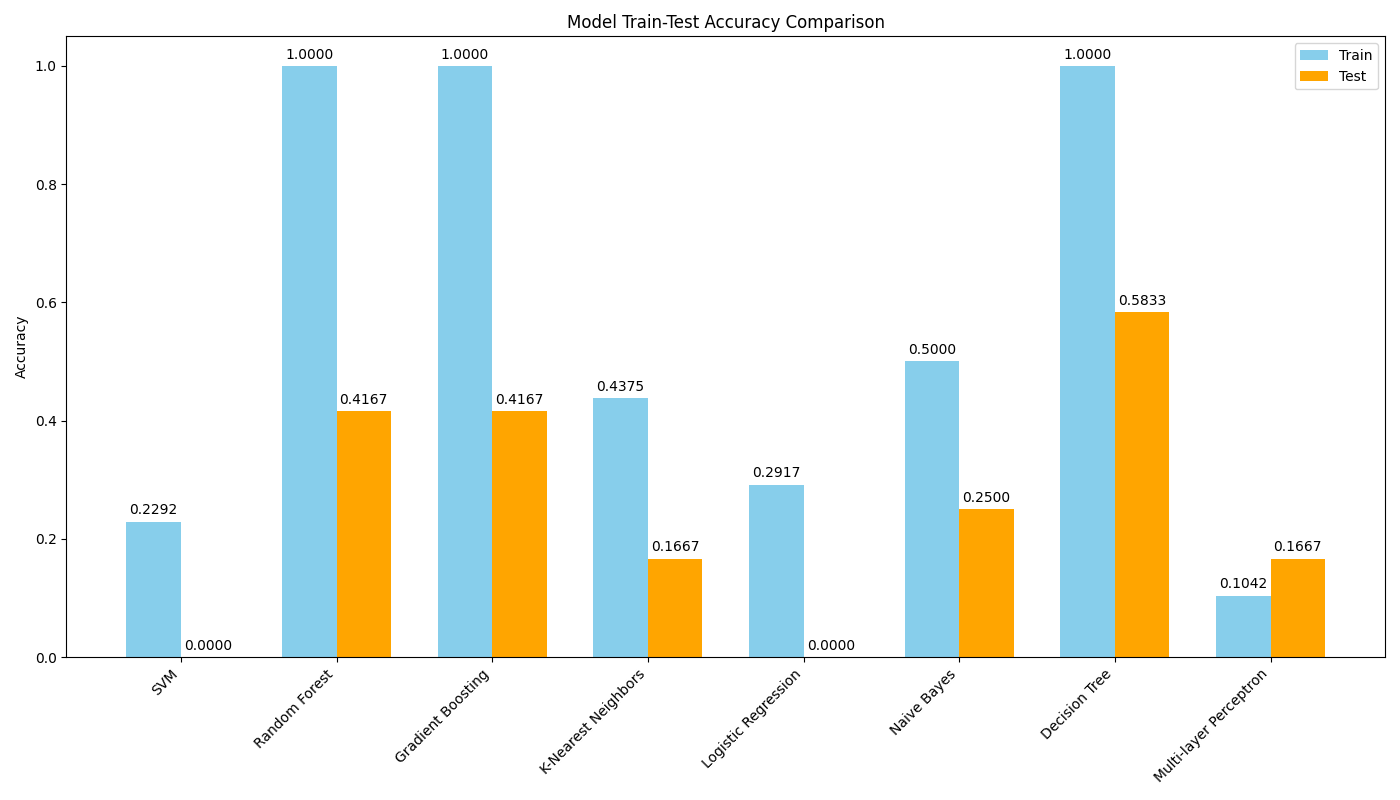 Model Train-Test Accuracy Comparison
Train
Test
Accuracy
1.0
0.8
0.6
0.4
0.2
0.0
0.2292
0.0000
1.0000
0.4167
1.0000
0.4167
0.4375
0.1667
0.2917
0.0000
0.5000
0.2500
1.0000
0.5833
0.1042
0.1667
SVM
Random Forest
Gradient Boosting
K-Nearest Neighbors
Logistic Regression
Naive Bayes
Decision Tree
Multi-layer Perceptron